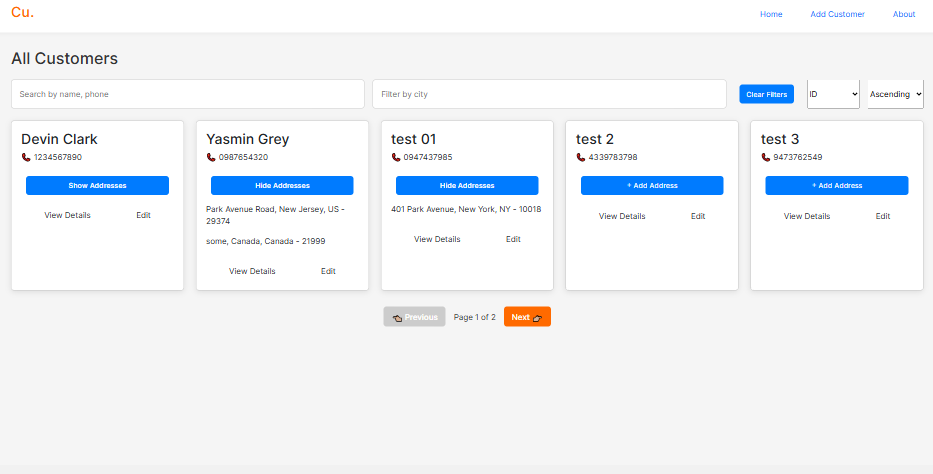 Cu.
Home Add Customer About
All Customers
Search by name, phone
Filter by city
Clear Filters
ID
Ascending
Devin Clark
1234567890
Show Addresses
View Details Edit
Yasmin Grey
0987654320
Hide Addresses
Park Avenue Road, New Jersey, US -
29374
some, Canada, Canada - 21999
View Details Edit
test 01
0947437985
Hide Addresses
401 Park Avenue, New York, NY - 10018
View Details Edit
test 2
4339783798
+ Add Address
View Details Edit
test 3
9473762549
+ Add Address
View Details Edit
Previous Page 1 of 2 Next